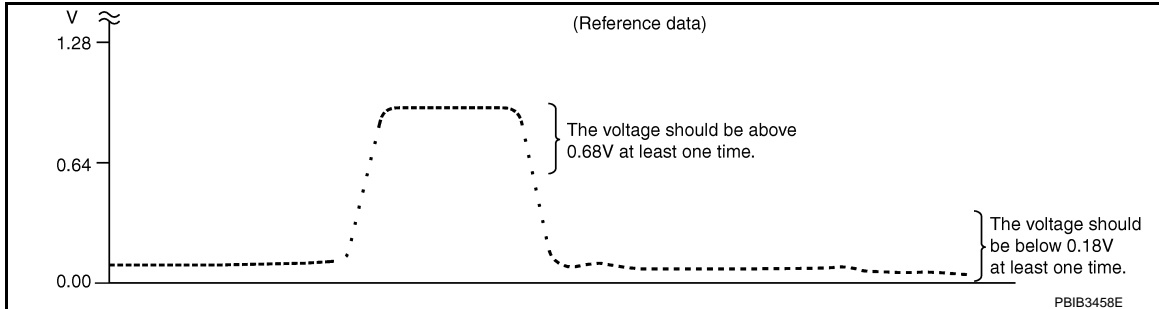 V
(Reference data)
1.28
The voltage should be above
0.68V at least one time.
0.64
The voltage should
be below 0.18V
at least one time.
0.00
PBIB3458E